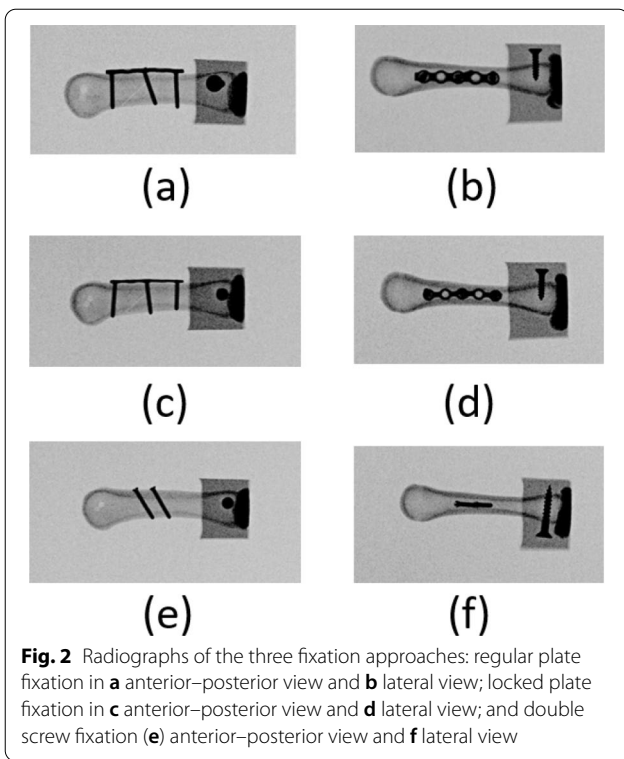 (a)
(b)
(c)
(d)
(e)
(f)
Fig. 2 Radiographs of the three fixation approaches: regular plate
fixation in a anterior–posterior view and b lateral view; locked plate
fixation in c anterior–posterior view and d lateral view; and double
screw fixation (e) anterior–posterior view and f lateral view